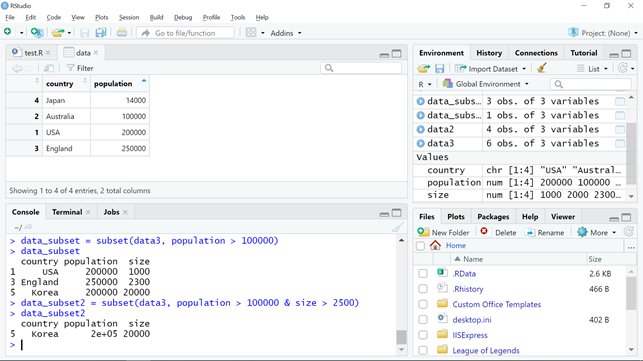 RStudio
File Edit Code View Plots Session Build Debug Profile Tools Help
Go to file/function
Addins
Project: (None)
test.R
data
Filter
country population
4 Japan 14000
2 Australia 100000
1 USA 200000
3 England 250000
Showing 1 to 4 of 4 entries, 2 total columns
Console Terminal Jobs
~/
> data_subset = subset(data3, population > 100000)
> data_subset
country population size
1 USA 200000 1000
3 England 250000 2300
5 Korea 200000 20000
> data_subset2 = subset(data3, population > 100000 & size > 2500)
> data_subset2
country population size
5 Korea 2e+05 20000
>
Environment History Connections Tutorial
Import Dataset
List
R
Global Environment
data_subs… 3 obs. of 3 variables
data_subs… 1 obs. of 3 variables
data2 4 obs. of 3 variables
data3 6 obs. of 3 variables
Values
country chr [1:4] "USA" "Austral…
population num [1:4] 200000 100000 …
size num [1:4] 1000 2000 2300…
Files Plots Packages Help Viewer
New Folder Delete Rename More
Home
Name Size
.RData 2.6 KB
.Rhistory 466 B
Custom Office Templates
desktop.ini 402 B
IISExpress
League of Legends